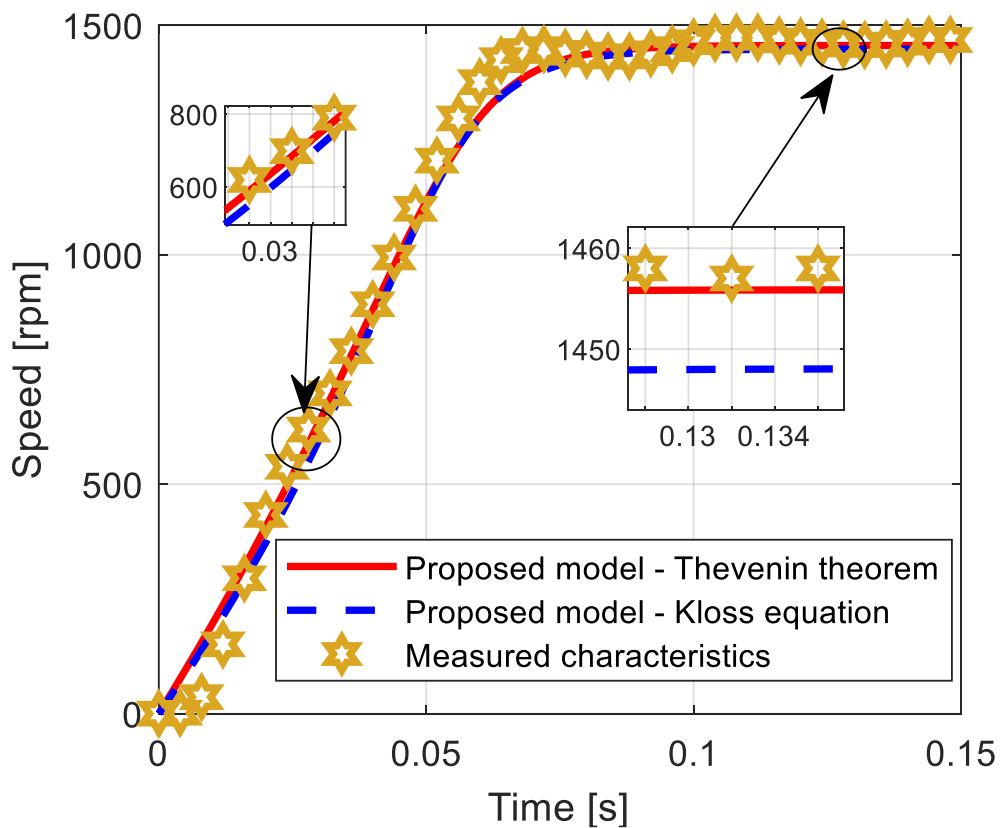 1500
1000
500
0
Speed [rpm]
800
600
0.03
1460
1450
0.13 0.134
Proposed model - Thevenin theorem
Proposed model - Kloss equation
Measured characteristics
0 0.05 0.1 0.15
Time [s]